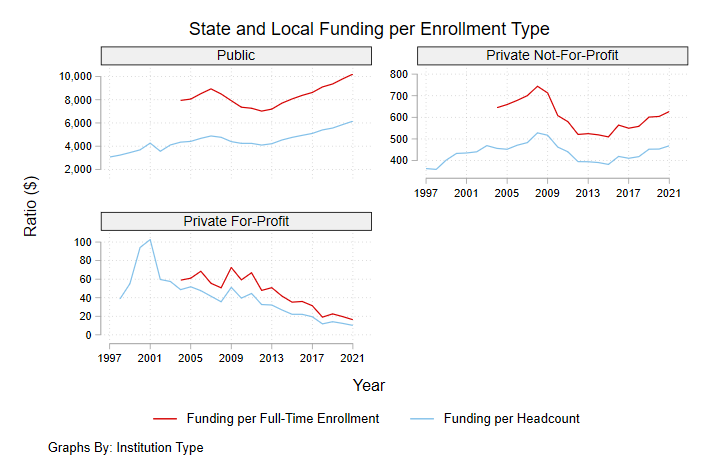 State and Local Funding per Enrollment Type
Public
10,000
8,000
6,000
4,000
2,000
Private Not-For-Profit
800
700
600
500
400
1997 2001 2005 2009 2013 2017 2021
Private For-Profit
100
80
60
40
20
0
1997 2001 2005 2009 2013 2017 2021
Ratio ($)
Year
Funding per Full-Time Enrollment Funding per Headcount
Graphs By: Institution Type